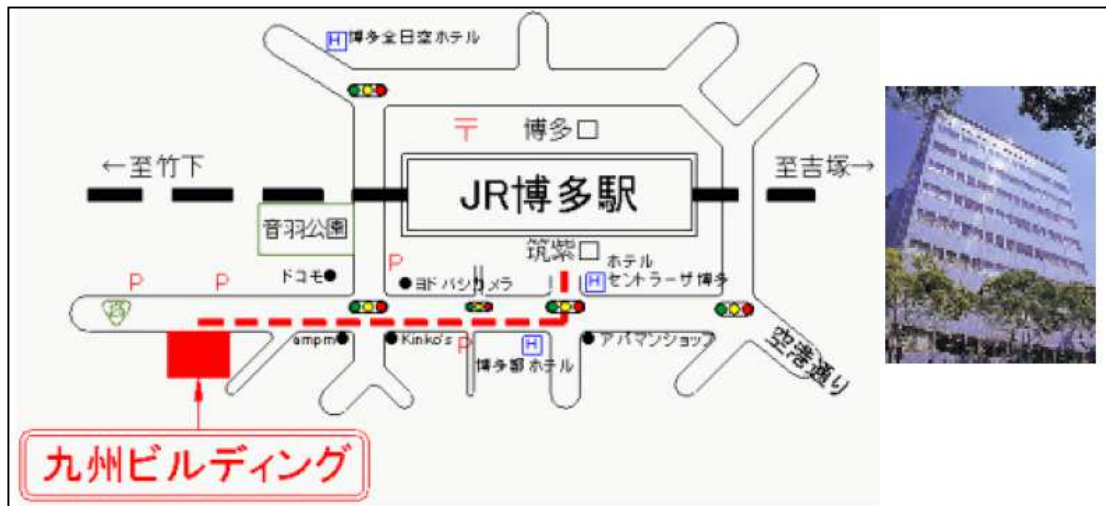 H 博多全日空ホテル
〒 博多口
←至竹下
至吉塚→
JR博多駅
音羽公園
筑紫口
ホテル
H セントラーザ博多
ドコモ●
P
P
P
●ヨドバシカメラ
ampm●
●Kinko's
P
H
博多都ホテル
●アパマンショップ
空港通り
九州ビルディング